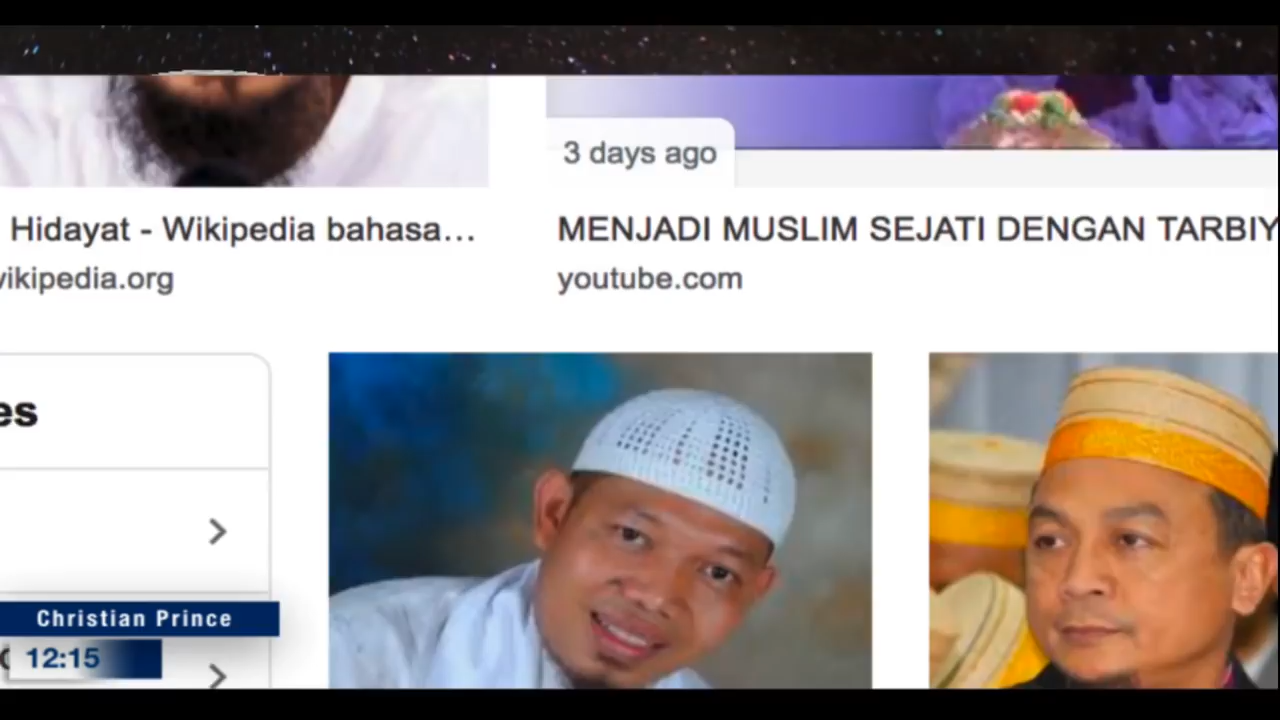 3 days ago
Hidayat - Wikipedia bahasa...
MENJADI MUSLIM SEJATI DENGAN TARBIY
vikipedia.org
youtube.com
es
Christian Prince
12:15